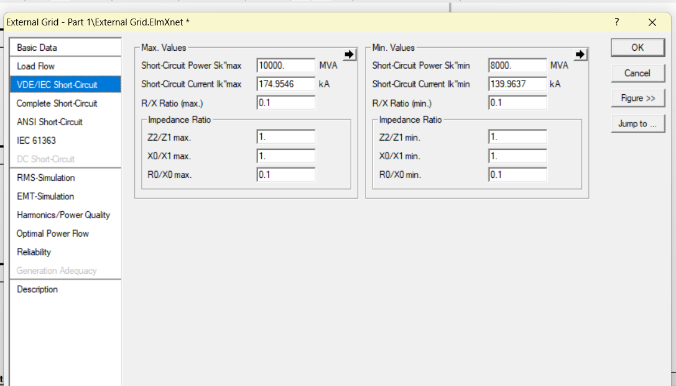 External Grid - Part 1\External Grid.ElmXnet *
? ×
Basic Data
Load Flow
VDE/IEC Short-Circuit
Complete Short-Circuit
ANSI Short-Circuit
IEC 61363
DC Short-Circuit
RMS-Simulation
EMT-Simulation
Harmonics/Power Quality
Optimal Power Flow
Reliability
Generation Adequacy
Description
Max. Values
Short-Circuit Power Sk"max 10000. MVA
Short-Circuit Current Ik"max 174.9546 kA
R/X Ratio (max.) 0.1
Impedance Ratio
Z2/Z1 max. 1.
X0/X1 max. 1.
R0/X0 max. 0.1
Min. Values
Short-Circuit Power Sk"min 8000. MVA
Short-Circuit Current Ik"min 139.9637 kA
R/X Ratio (min.) 0.1
Impedance Ratio
Z2/Z1 min. 1.
X0/X1 min. 1.
R0/X0 min. 0.1
OK
Cancel
Figure >>
Jump to ...